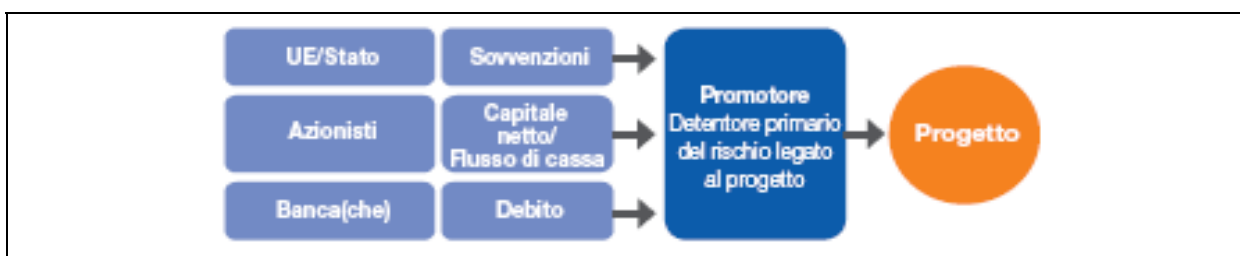 UE/Stato
Sovvenzioni
Azionisti
Capitale
netto/
Flusso di cassa
Banca(che)
Debito
Promotore
Detentore primario
del rischio legato
al progetto
Progetto